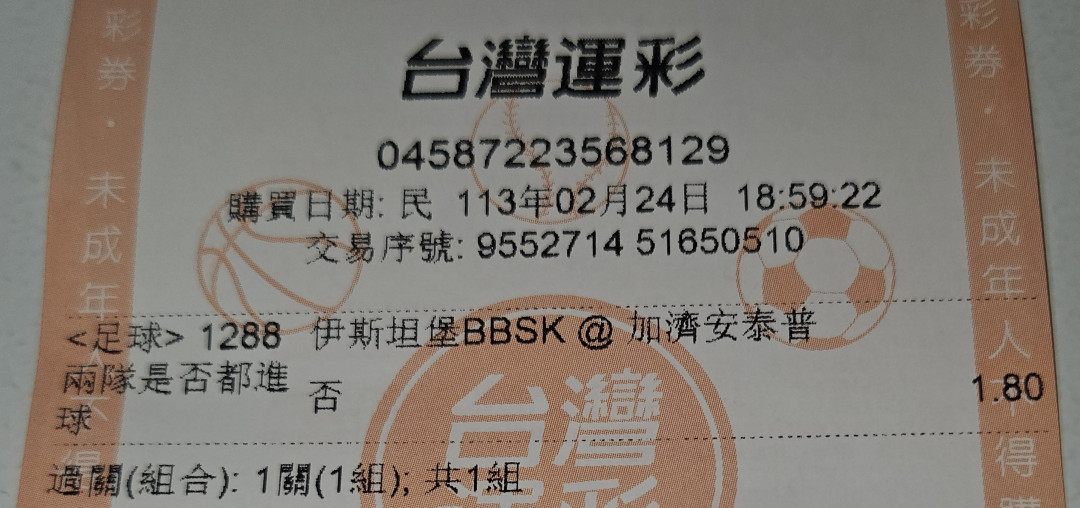 台灣運彩
04587223568129
購買日期: 民 113年02月24日 18:59:22
交易序號: 9552714 51650510
<足球> 1288 伊斯坦堡BBSK @ 加濟安泰普
兩隊是否都進球 否 1.80
過關(組合): 1關(1組); 共1組
彩券·未成年人不得
彩券·未成年人不得購
台灣
運彩